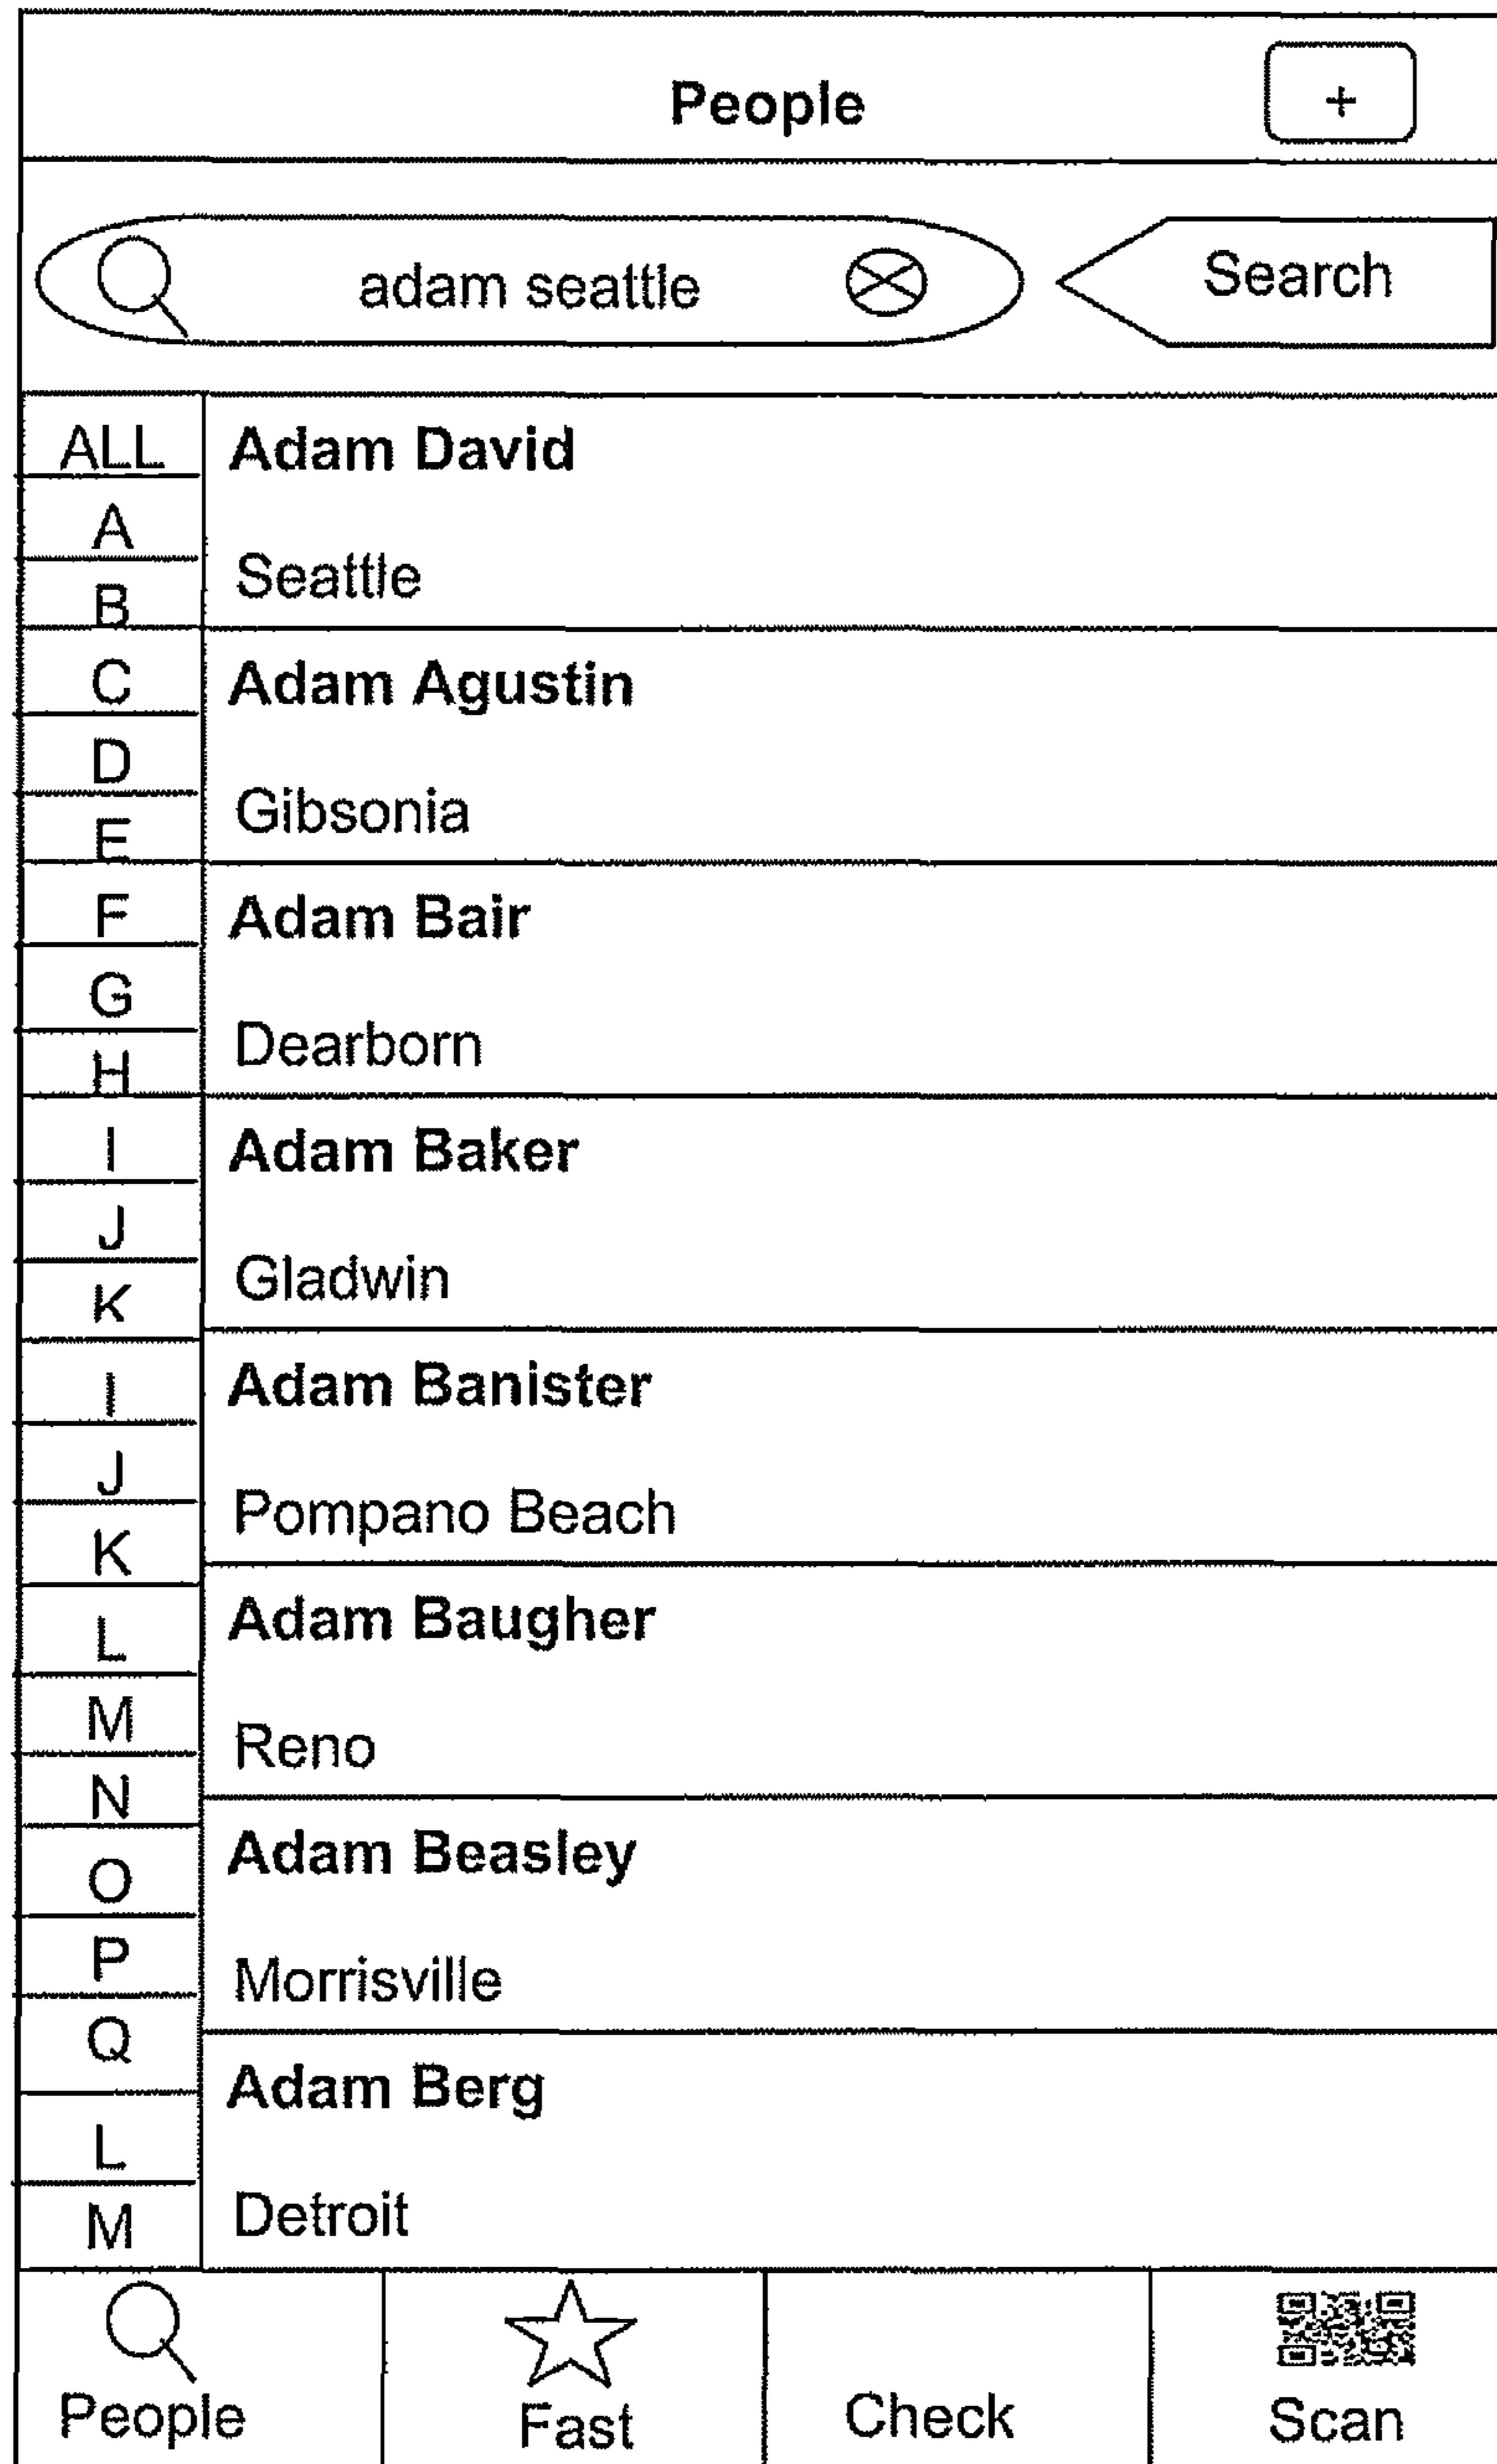 People +
adam seattle Search
ALL
A
B
C
D
E
F
G
H
I
J
K
I
J
K
L
M
N
O
P
Q
L
M
Adam David
Seattle
Adam Agustin
Gibsonia
Adam Bair
Dearborn
Adam Baker
Gladwin
Adam Banister
Pompano Beach
Adam Baugher
Reno
Adam Beasley
Morrisville
Adam Berg
Detroit
People Fast Check Scan